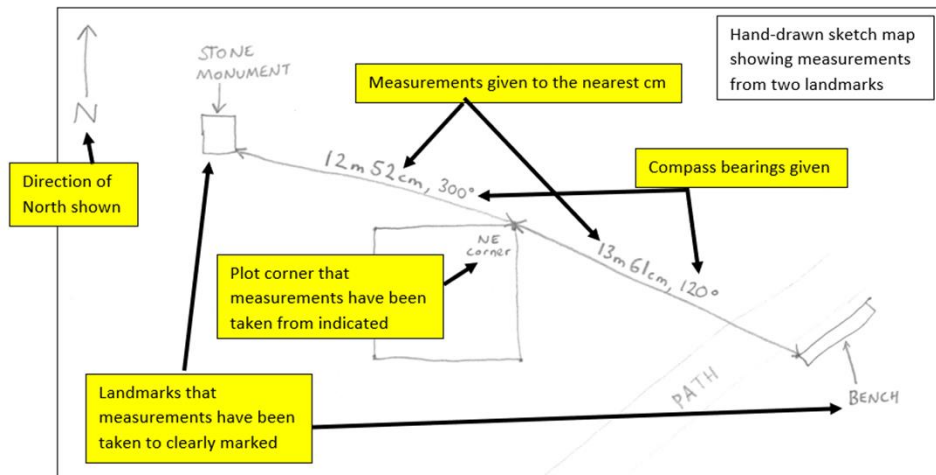 Hand-drawn sketch map
showing measurements
from two landmarks
STONE
MONUMENT
Measurements given to the nearest cm
N
12m 52cm, 300°
Compass bearings given
Direction of
North shown
NE
corner
13m 61cm, 120°
Plot corner that
measurements have been
taken from indicated
PATH
BENCH
Landmarks that
measurements have been
taken to clearly marked